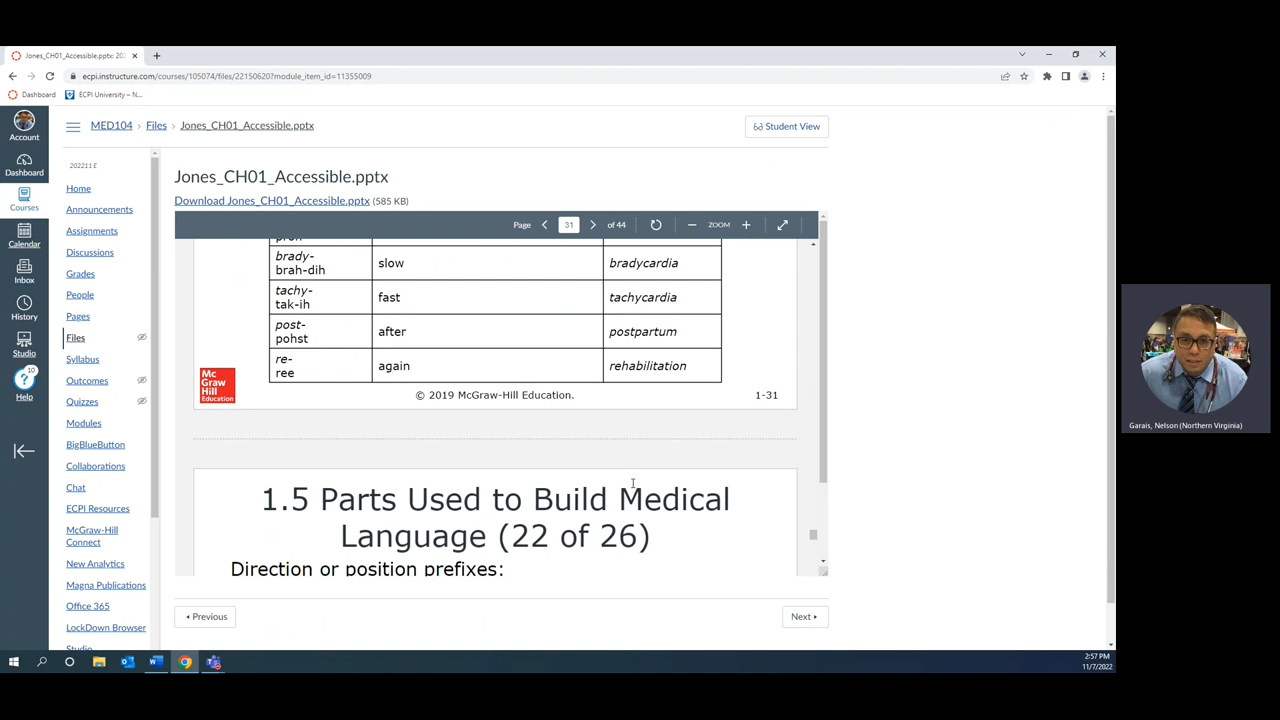 Jones_CH01_Accessible.pptx: 202
ecpi.instructure.com/courses/105074/files/22150620?module_item_id=11355009
Dashboard
ECPI University – N...
Account
Dashboard
Courses
Calendar
Inbox
History
Studio
10
Help
MED104 › Files › Jones_CH01_Accessible.pptx
Student View
202211 E
Home
Announcements
Assignments
Discussions
Grades
People
Pages
Files
Syllabus
Outcomes
Quizzes
Modules
BigBlueButton
Collaborations
Chat
ECPI Resources
McGraw-Hill
Connect
New Analytics
Magna Publications
Office 365
LockDown Browser
Studio
Jones_CH01_Accessible.pptx
Download Jones_CH01_Accessible.pptx (585 KB)
Page 31 of 44 ZOOM
brady- slow bradycardia
brah-dih
tachy- fast tachycardia
tak-ih
post- after postpartum
pohst
re- again rehabilitation
ree
Mc
Graw
Hill
Education
© 2019 McGraw-Hill Education.
1-31
1.5 Parts Used to Build Medical
Language (22 of 26)
Direction or position prefixes:
Previous
Next
2:57 PM
11/7/2022
Garais, Nelson (Northern Virginia)